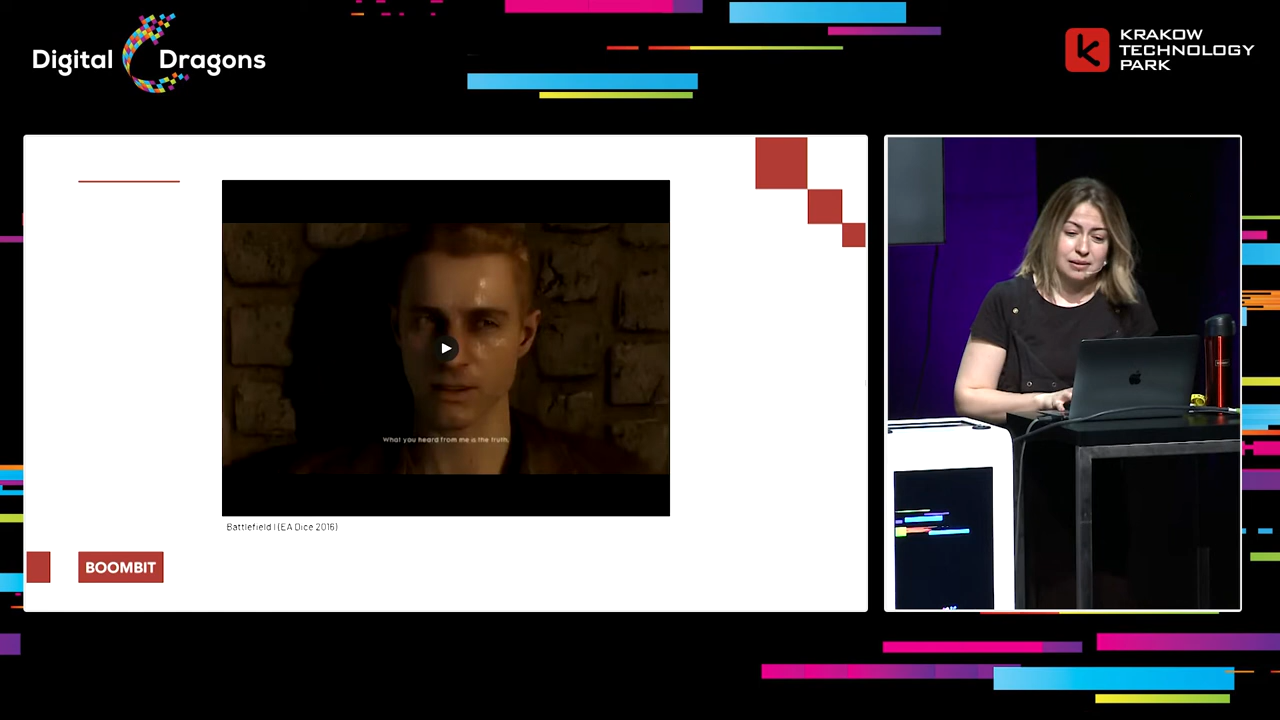 Digital Dragons
KRAKOW
TECHNOLOGY
PARK
What you heard from me is the truth,
Battlefield I (EA Dice 2016)
BOOMBIT